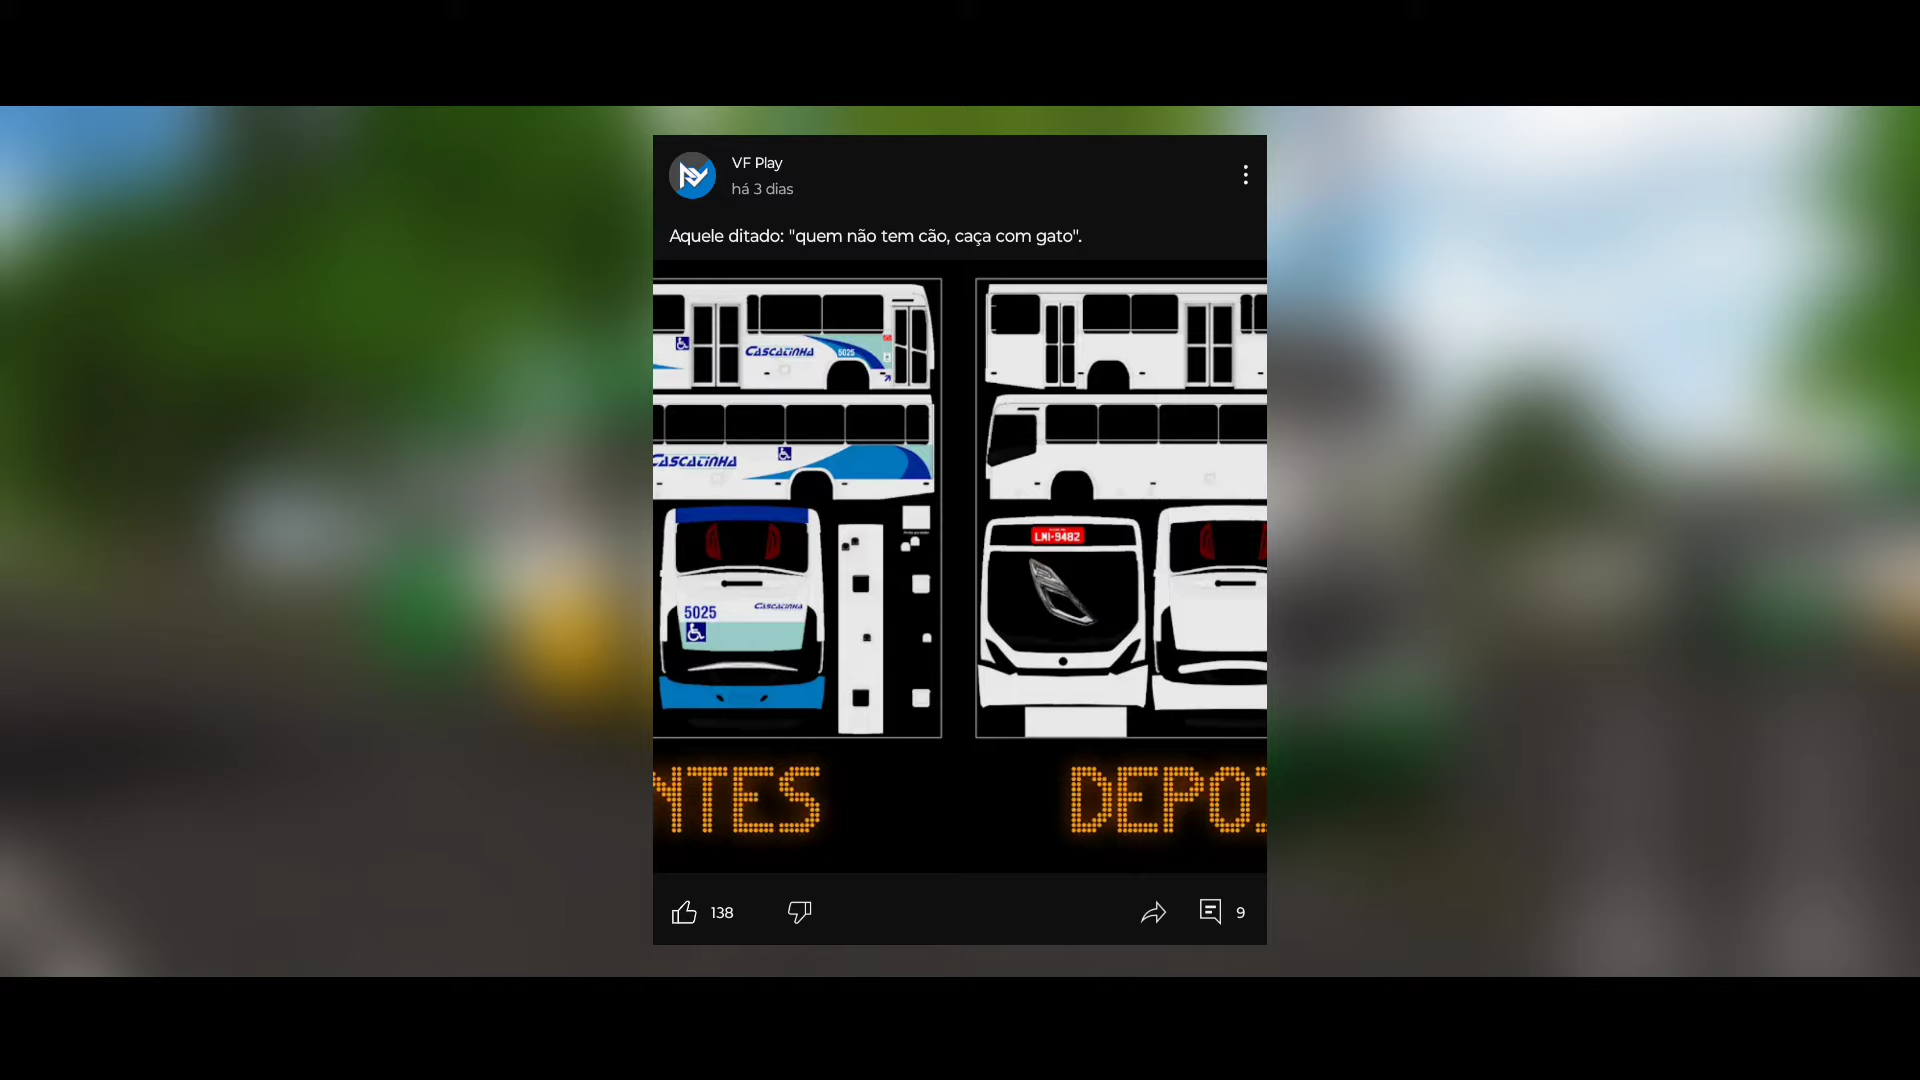 VF Play
há 3 dias
Aquele ditado: "quem não tem cão, caça com gato".
CASCATINHA
5025
CASCATINHA
LMI-9482
5025
CASCATINHA
NTES
DEPOI
138
9